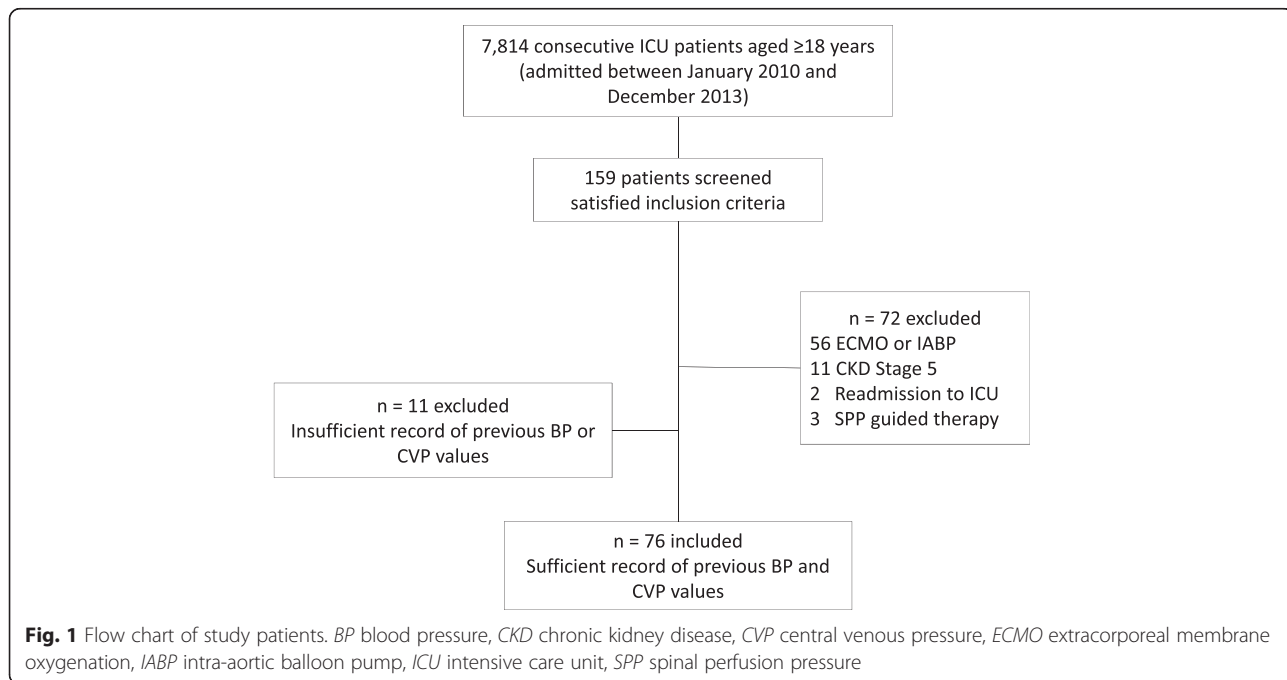 7,814 consecutive ICU patients aged ≥18 years
(admitted between January 2010 and
December 2013)
159 patients screened
satisfied inclusion criteria
n = 72 excluded
56 ECMO or IABP
11 CKD Stage 5
2 Readmission to ICU
3 SPP guided therapy
n = 11 excluded
Insufficient record of previous BP or
CVP values
n = 76 included
Sufficient record of previous BP and
CVP values
Fig. 1 Flow chart of study patients. BP blood pressure, CKD chronic kidney disease, CVP central venous pressure, ECMO extracorporeal membrane
oxygenation, IABP intra-aortic balloon pump, ICU intensive care unit, SPP spinal perfusion pressure